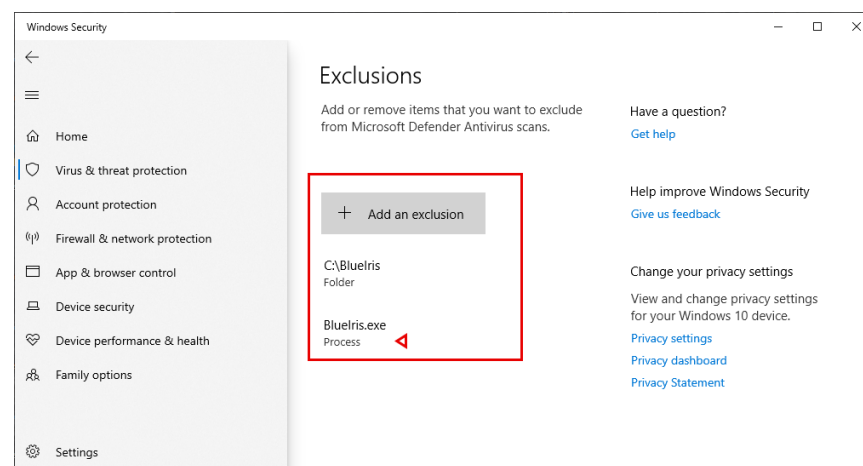 Windows Security
Home
Virus & threat protection
Account protection
Firewall & network protection
App & browser control
Device security
Device performance & health
Family options
Settings
Exclusions
Add or remove items that you want to exclude
from Microsoft Defender Antivirus scans.
Add an exclusion
C:\BlueIris
Folder
BlueIris.exe
Process
Have a question?
Get help
Help improve Windows Security
Give us feedback
Change your privacy settings
View and change privacy settings
for your Windows 10 device.
Privacy settings
Privacy dashboard
Privacy Statement